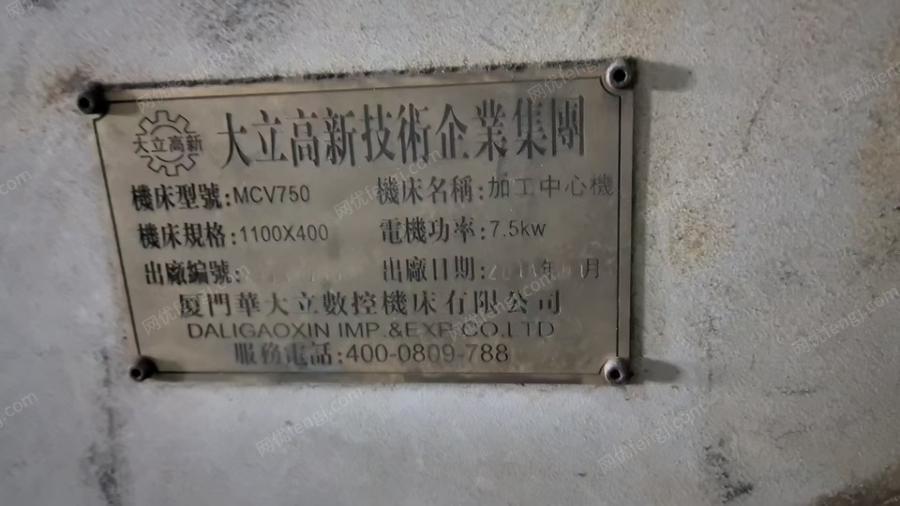 大立高新 大立高新技術企業集團
機床型號:MCV750 機床名稱:加工中心機
機床規格:1100X400 電機功率:7.5kw
出廠編號: 出廠日期: 年 月
厦門華大立數控機床有限公司
DALIGAOXIN IMP.&EXP.CO.LTD
服務電話:400-0809-788